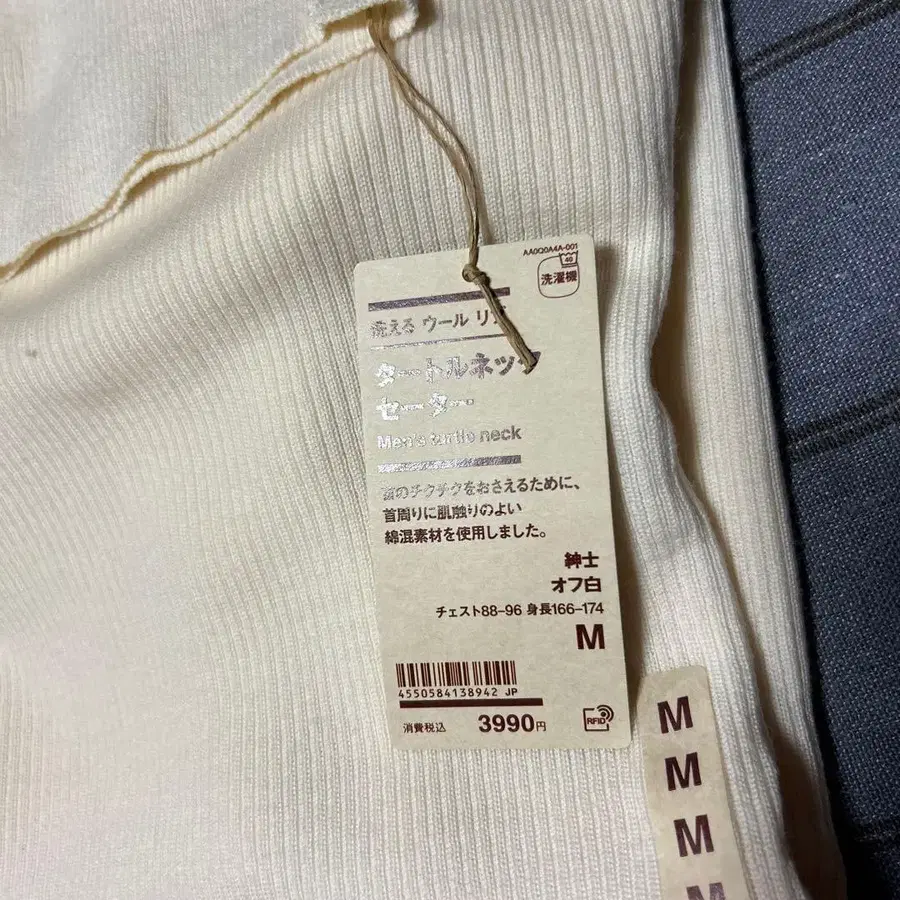 AA0Q0A4A-001
40
洗濯機
洗える ウール リブ
タートルネック
セーター
Men's turtle neck
首のチクチクをおさえるために、
首周りに肌触りのよい
綿混素材を使用しました。
紳士
オフ白
チェスト88-96 身長166-174
M
4550584138942 JP
消費税込 3990円
RFID
M
M
M
M